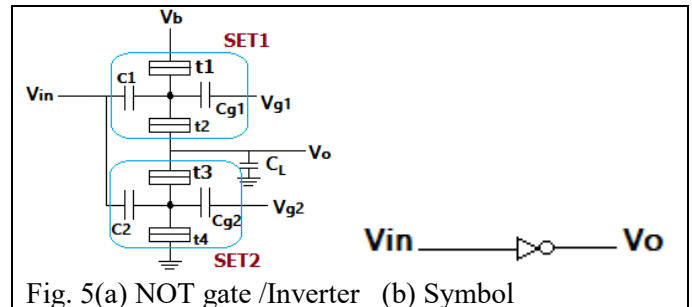 Vb
SET1
t1
C1
Vin
Cg1
Vg1
t2
Vo
CL
t3
Vg2
C2
Cg2
t4
SET2
Vin
Vo
Fig. 5(a) NOT gate /Inverter (b) Symbol